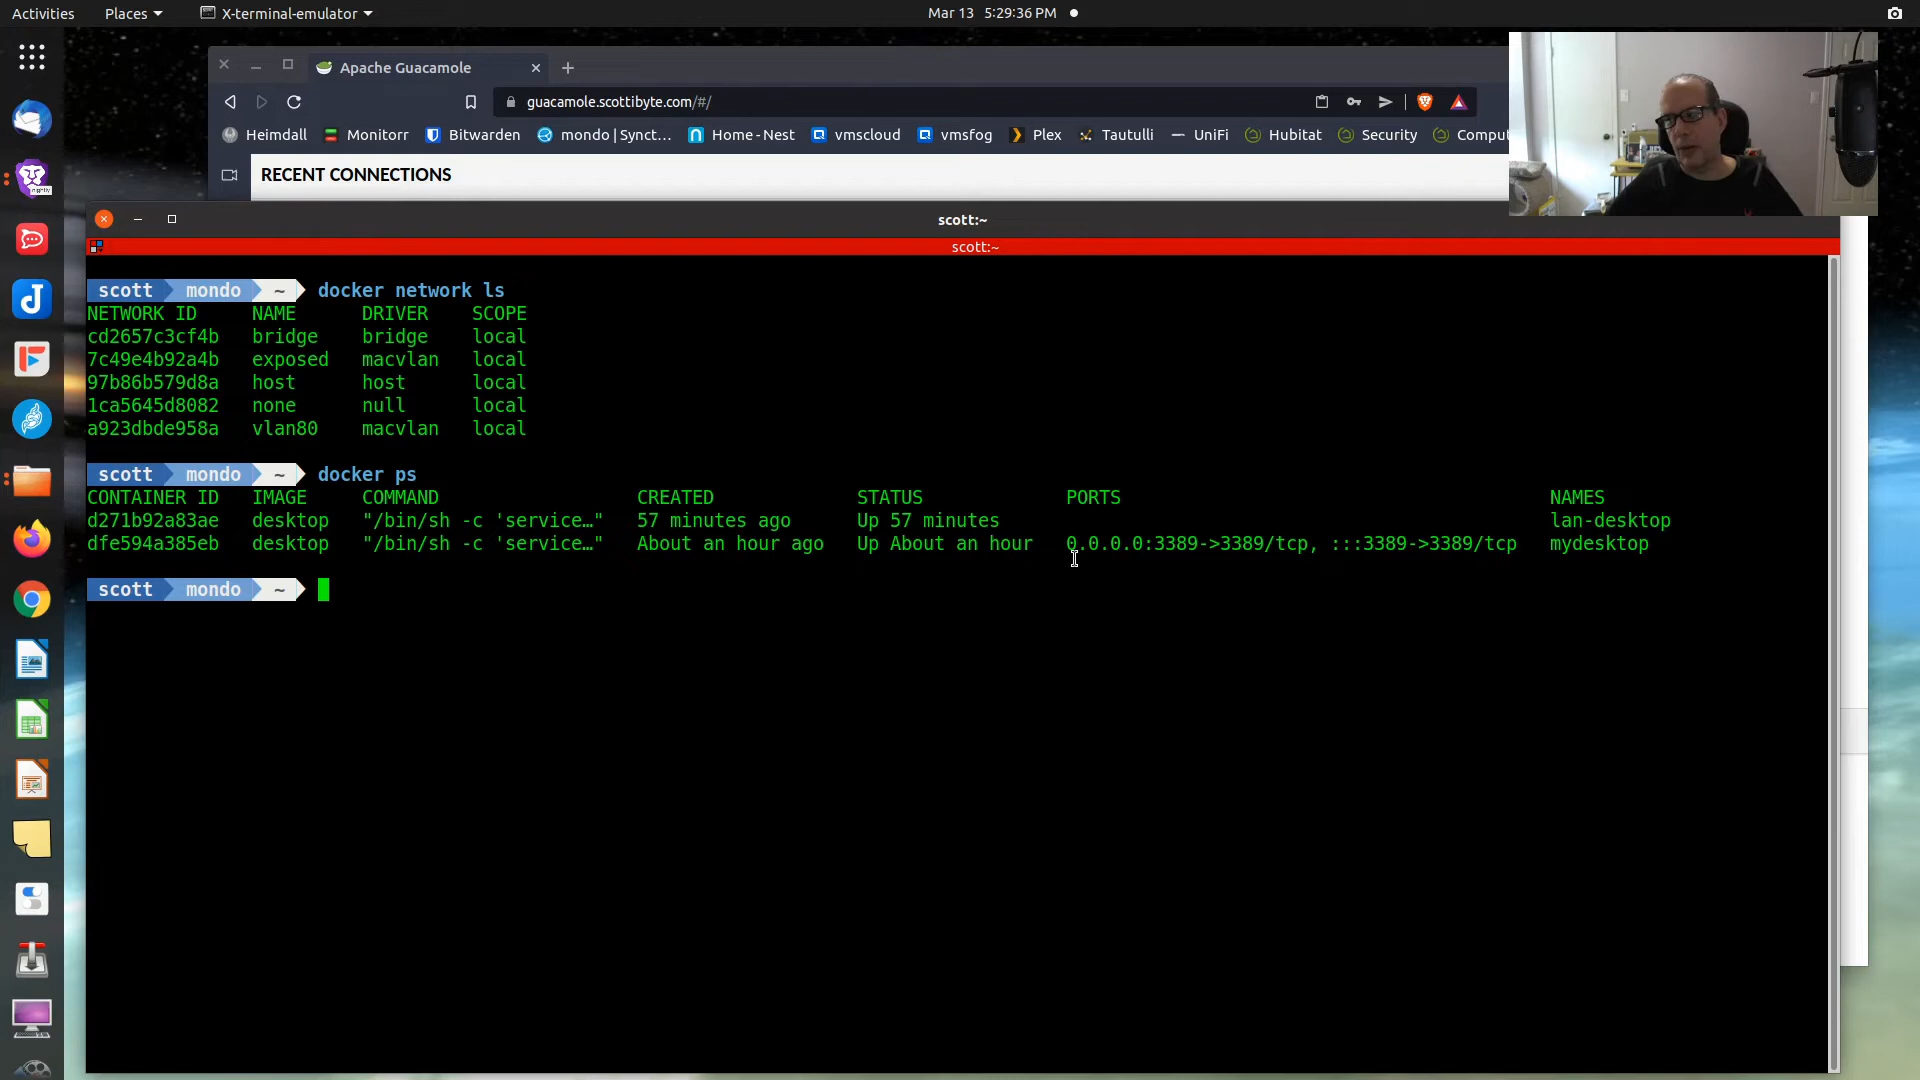 Activities Places X-terminal-emulator Mar 13 5:29:36 PM
Apache Guacamole
guacamole.scottibyte.com/#/
Heimdall Monitorr Bitwarden mondo | Synct... Home - Nest vmscloud vmsfog Plex Tautulli UniFi Hubitat Security Comput
RECENT CONNECTIONS
scott:~
scott:~
scott mondo ~ docker network ls
NETWORK ID NAME DRIVER SCOPE
cd2657c3cf4b bridge bridge local
7c49e4b92a4b exposed macvlan local
97b86b579d8a host host local
1ca5645d8082 none null local
a923dbde958a vlan80 macvlan local
scott mondo ~ docker ps
CONTAINER ID IMAGE COMMAND CREATED STATUS PORTS NAMES
d271b92a83ae desktop "/bin/sh -c 'service…" 57 minutes ago Up 57 minutes lan-desktop
dfe594a385eb desktop "/bin/sh -c 'service…" About an hour ago Up About an hour 0.0.0.0:3389->3389/tcp, :::3389->3389/tcp mydesktop
scott mondo ~